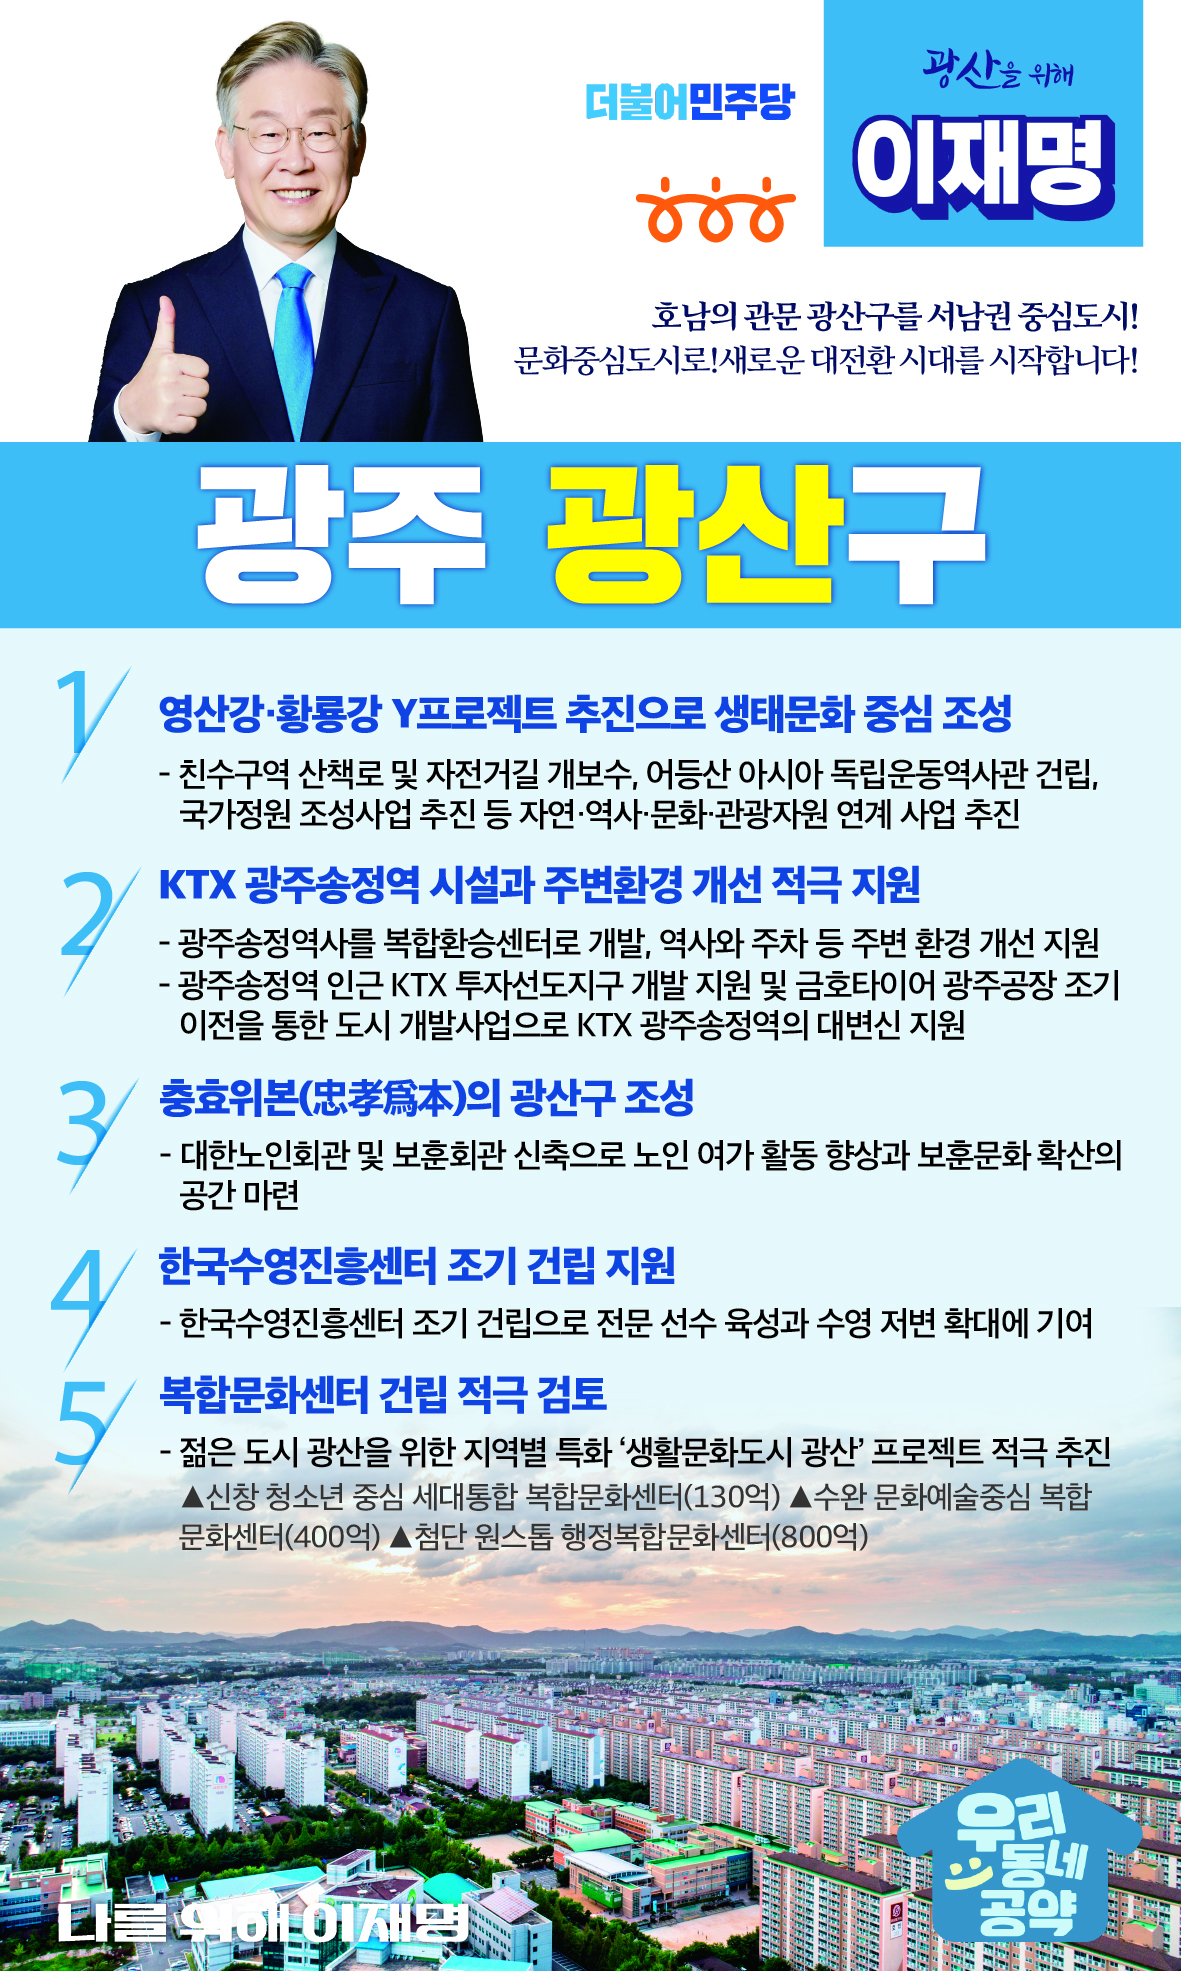 더불어민주당
광산을 위해
이재명
호남의 관문 광산구를 서남권 중심도시!
문화중심도시로!새로운 대전환 시대를 시작합니다!
광주 광산구
1
영산강·황룡강 Y프로젝트 추진으로 생태문화 중심 조성
- 친수구역 산책로 및 자전거길 개보수, 어등산 아시아 독립운동역사관 건립,
국가정원 조성사업 추진 등 자연·역사·문화·관광자원 연계 사업 추진
2
KTX 광주송정역 시설과 주변환경 개선 적극 지원
- 광주송정역사를 복합환승센터로 개발, 역사와 주차 등 주변 환경 개선 지원
- 광주송정역 인근 KTX 투자선도지구 개발 지원 및 금호타이어 광주공장 조기
이전을 통한 도시 개발사업으로 KTX 광주송정역의 대변신 지원
3
충효위본(忠孝爲本)의 광산구 조성
- 대한노인회관 및 보훈회관 신축으로 노인 여가 활동 향상과 보훈문화 확산의
공간 마련
4
한국수영진흥센터 조기 건립 지원
- 한국수영진흥센터 조기 건립으로 전문 선수 육성과 수영 저변 확대에 기여
5
복합문화센터 건립 적극 검토
- 젊은 도시 광산을 위한 지역별 특화 ‘생활문화도시 광산’ 프로젝트 적극 추진
▲신창 청소년 중심 세대통합 복합문화센터(130억) ▲수완 문화예술중심 복합
문화센터(400억) ▲첨단 원스톱 행정복합문화센터(800억)
우리
동네
공약
나를 위해 이재명